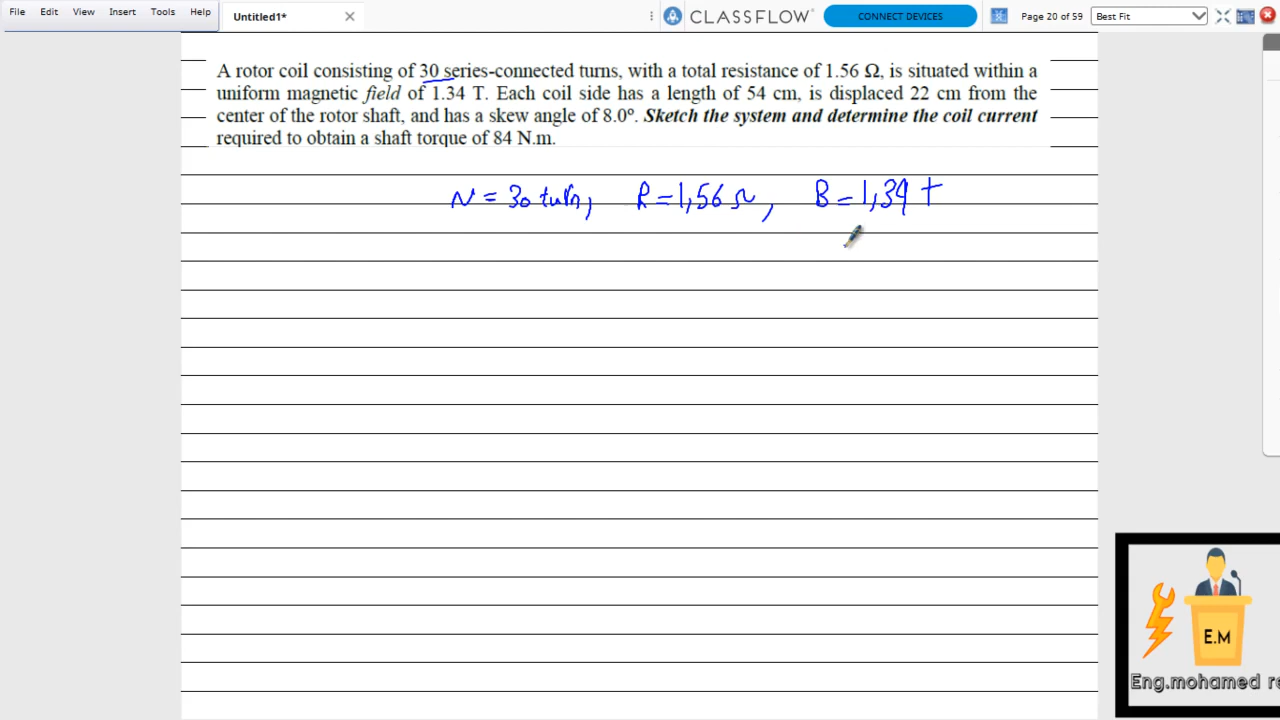 File Edit View Insert Tools Help
Untitled1*
CLASSFLOW
CONNECT DEVICES
Page 20 of 59
Best Fit
A rotor coil consisting of 30 series-connected turns, with a total resistance of 1.56 Ω, is situated within a
uniform magnetic field of 1.34 T. Each coil side has a length of 54 cm, is displaced 22 cm from the
center of the rotor shaft, and has a skew angle of 8.0°. Sketch the system and determine the coil current
required to obtain a shaft torque of 84 N.m.
N = 30 turn, R = 1,56 Ω, B = 1,34 T
E.M
Eng.mohamed re